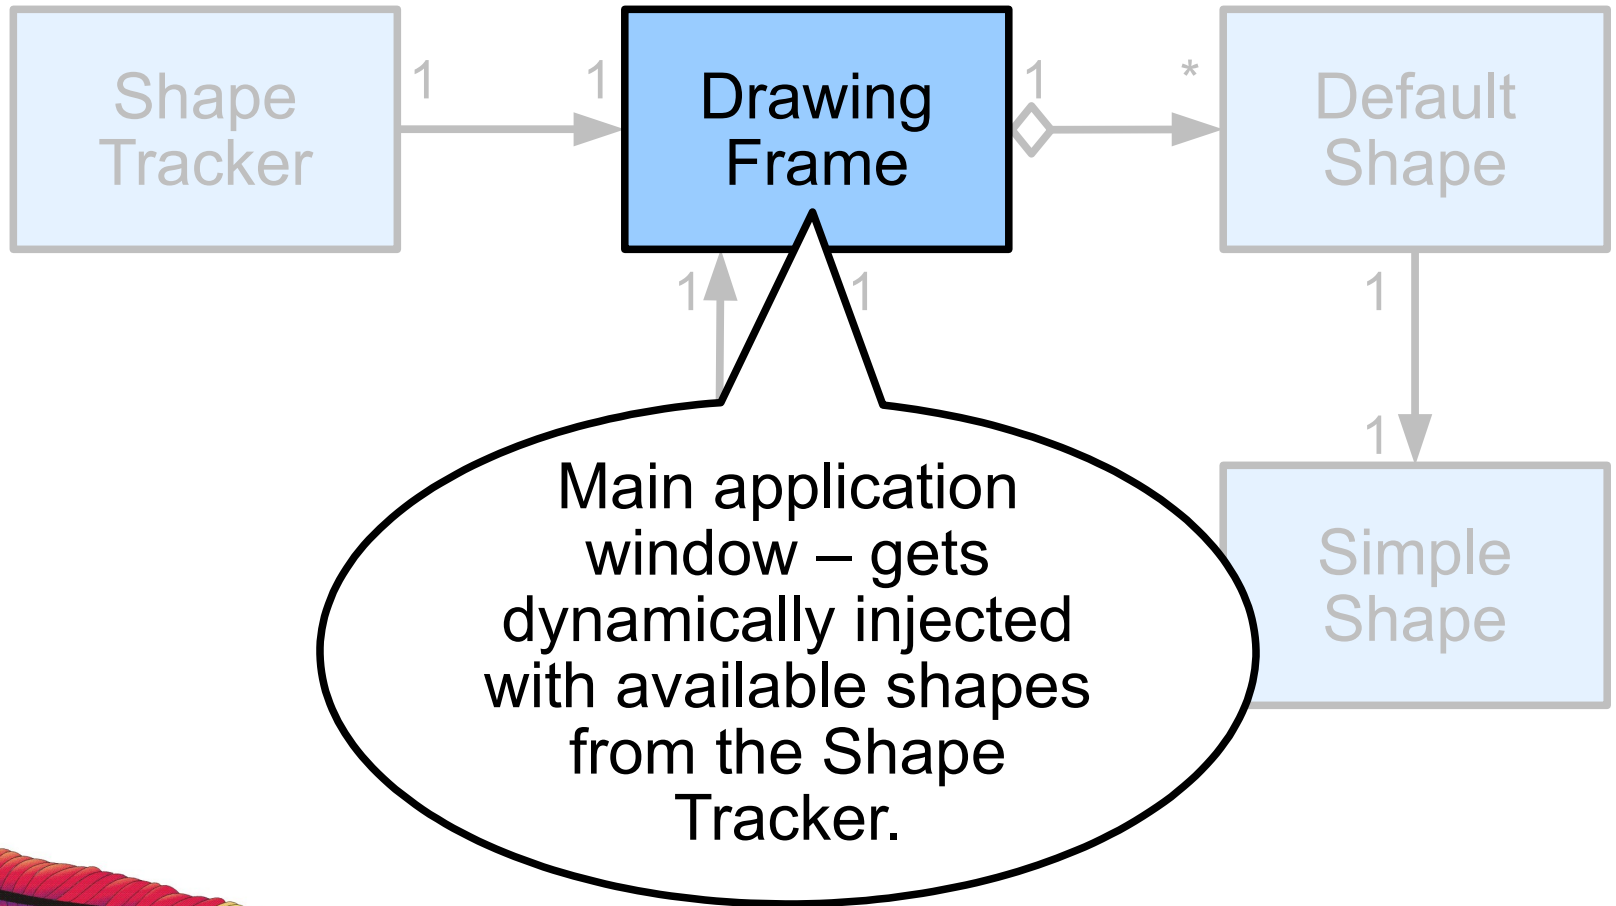 Shape
Tracker
1
1
Drawing
Frame
1
*
Default
Shape
1
1
1
1
Main application
window – gets
dynamically injected
with available shapes
from the Shape
Tracker.
Simple
Shape